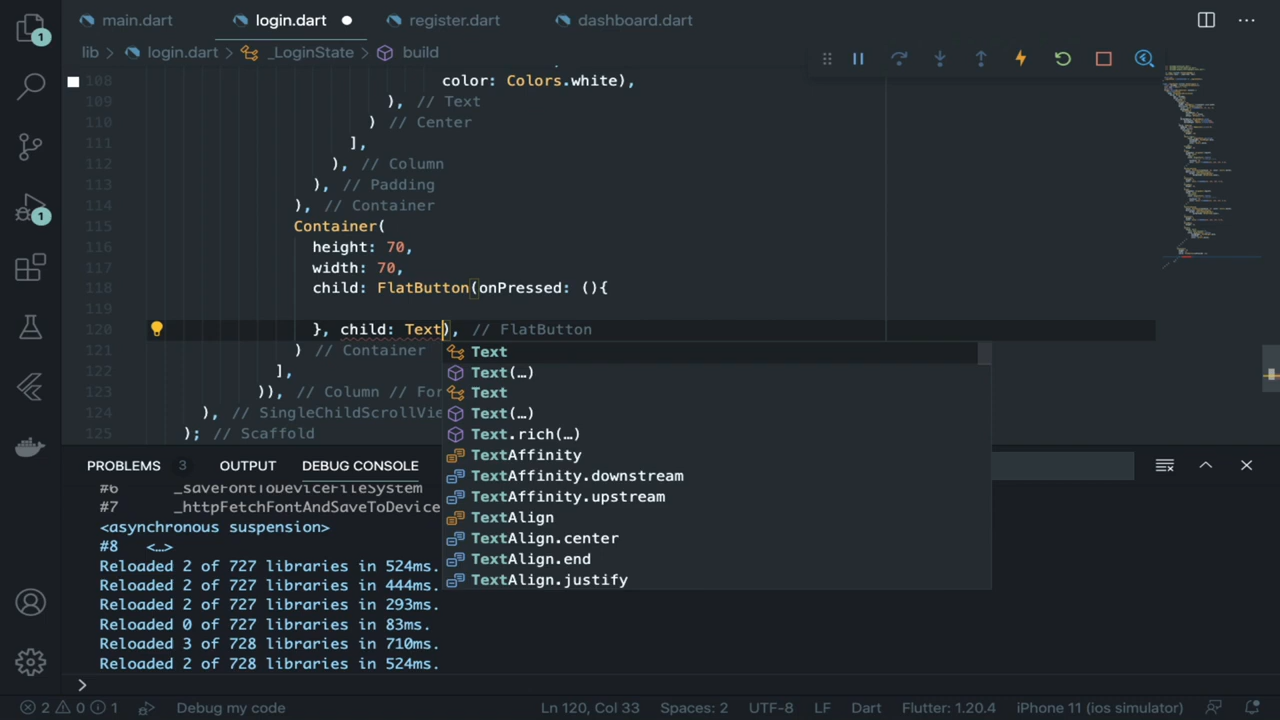 main.dart login.dart register.dart dashboard.dart
lib > login.dart > _LoginState > build
108 color: Colors.white),
109 ), // Text
110 ) // Center
111 ],
112 ), // Column
113 ), // Padding
114 ), // Container
115 Container(
116 height: 70,
117 width: 70,
118 child: FlatButton(onPressed: (){
119
120 }, child: Text), // FlatButton
121 ) // Container
122 ],
123 )), // Column // For
124 ), // SingleChildScrollVie
125 ); // Scaffold
Text
Text(…)
Text
Text(…)
Text.rich(…)
TextAffinity
TextAffinity.downstream
TextAffinity.upstream
TextAlign
TextAlign.center
TextAlign.end
TextAlign.justify
1
1
PROBLEMS 3 OUTPUT DEBUG CONSOLE
#6 _saveFontToDeviceFileSystem
#7 _httpFetchFontAndSaveToDevice
<asynchronous suspension>
#8 <…>
Reloaded 2 of 727 libraries in 524ms.
Reloaded 2 of 727 libraries in 444ms.
Reloaded 2 of 727 libraries in 293ms.
Reloaded 0 of 727 libraries in 83ms.
Reloaded 3 of 728 libraries in 710ms.
Reloaded 2 of 728 libraries in 524ms.
>
2 0 1 Debug my code Ln 120, Col 33 Spaces: 2 UTF-8 LF Dart Flutter: 1.20.4 iPhone 11 (ios simulator)